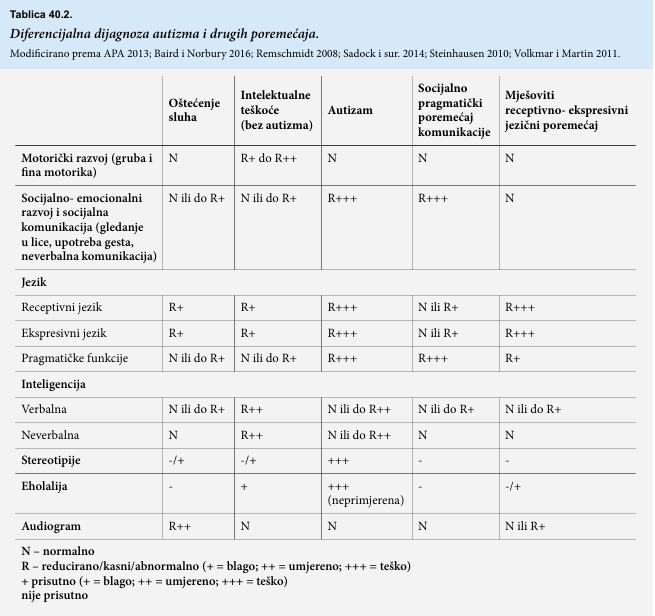 Tablica 40.2.
Diferencijalna dijagnoza autizma i drugih poremećaja.
Modificirano prema APA 2013; Baird i Norbury 2016; Remschmidt 2008; Sadock i sur. 2014; Steinhausen 2010; Volkmar i Martin 2011.
Oštećenje
sluha
Intelektualne
teškoće
(bez autizma)
Autizam
Socijalno
pragmatički
poremećaj
komunikacije
Mješoviti
receptivno- ekspresivni
jezični poremećaj
Motorički razvoj (gruba i
fina motorika)
N
R+ do R++
N
N
N
Socijalno- emocionalni
razvoj i socijalna
komunikacija (gledanje
u lice, upotreba gesta,
neverbalna komunikacija)
N ili do R+
N ili do R+
R+++
R+++
N
Jezik
Receptivni jezik
R+
R+
R+++
N ili R+
R+++
Ekspresivni jezik
R+
R+
R+++
N ili R+
R+++
Pragmatičke funkcije
N ili do R+
N ili do R+
R+++
R+++
R+
Inteligencija
Verbalna
N ili do R+
R++
N ili do R++
N ili do R+
N ili do R+
Neverbalna
N
R++
N ili do R++
N
N
Stereotipije
-/+
-/+
+++
-
-
Eholalija
-
+
+++
(neprimjerena)
-
-/+
Audiogram
R++
N
N
N
N ili R+
N – normalno
R – reducirano/kasni/abnormalno (+ = blago; ++ = umjereno; +++ = teško)
+ prisutno (+ = blago; ++ = umjereno; +++ = teško)
nije prisutno